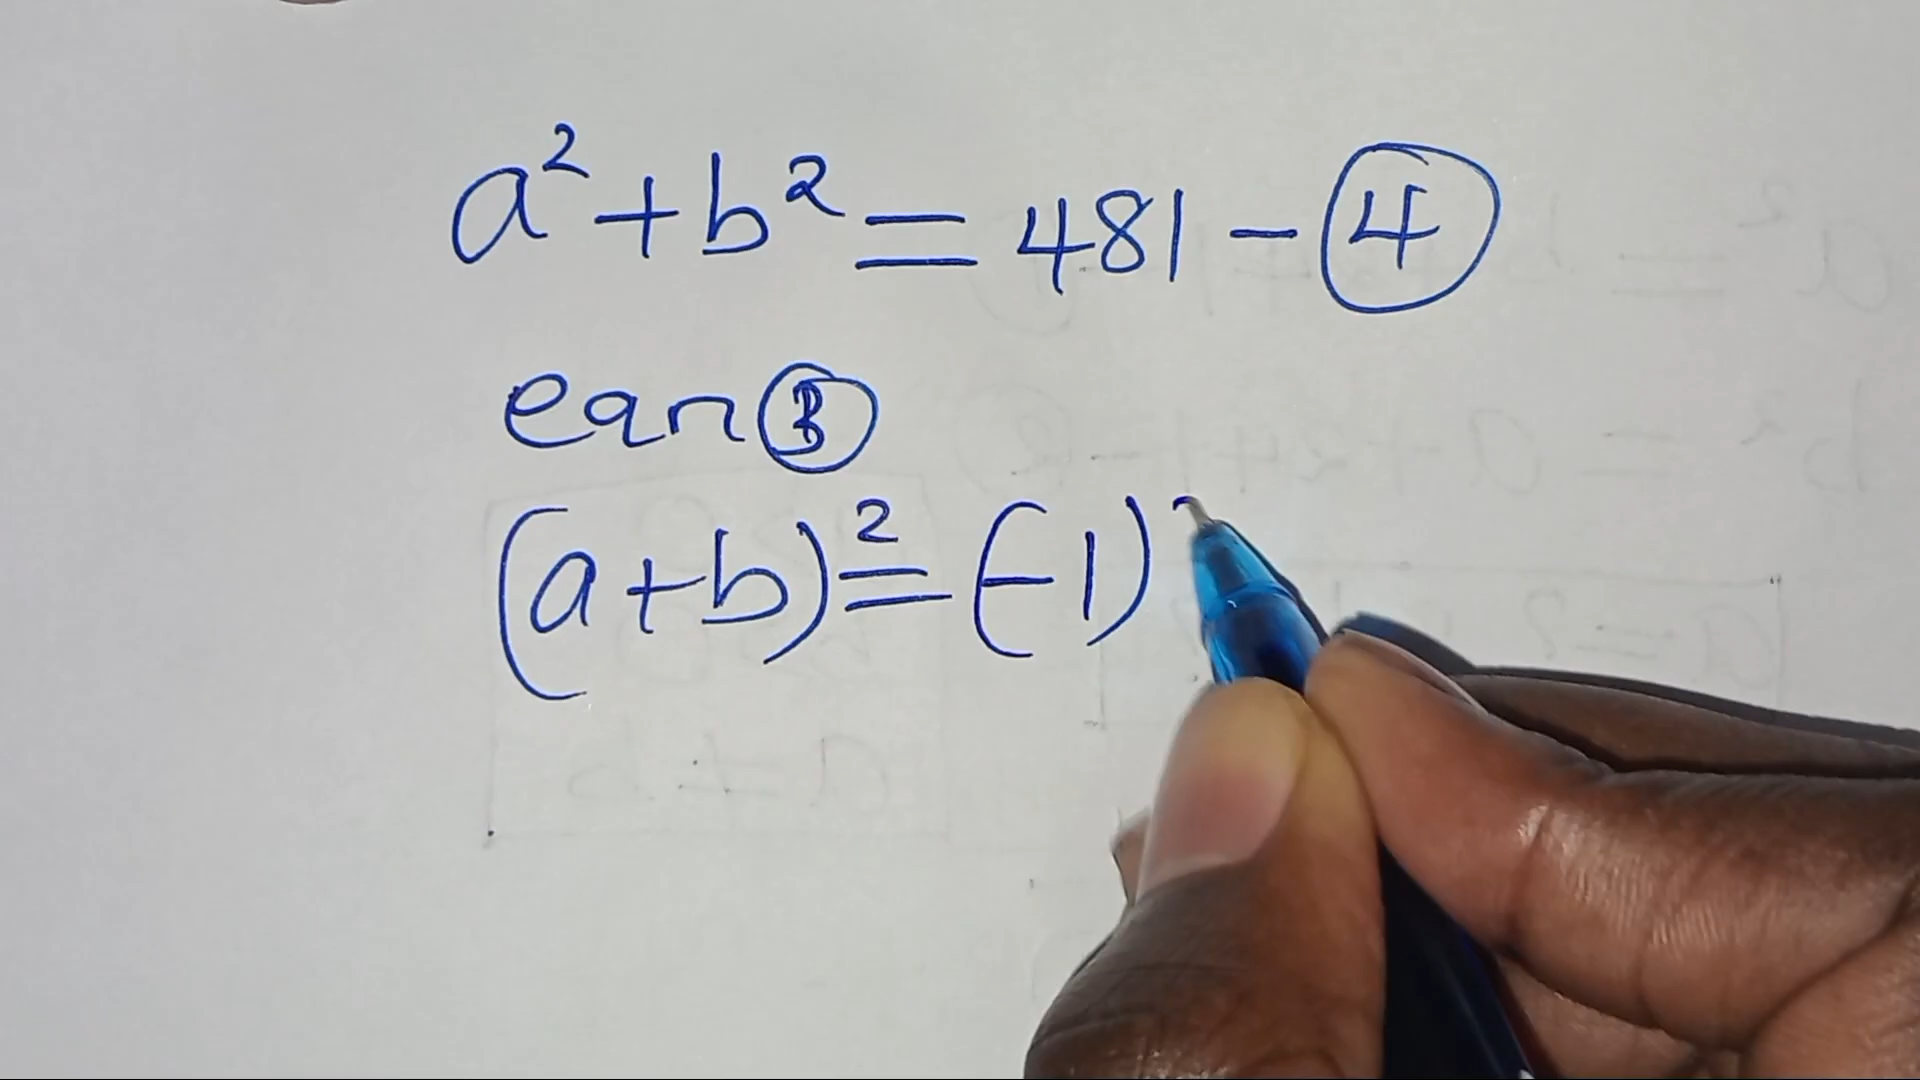 a² + b² = 481 - ④
eqn ③
(a+b)² = (-1)